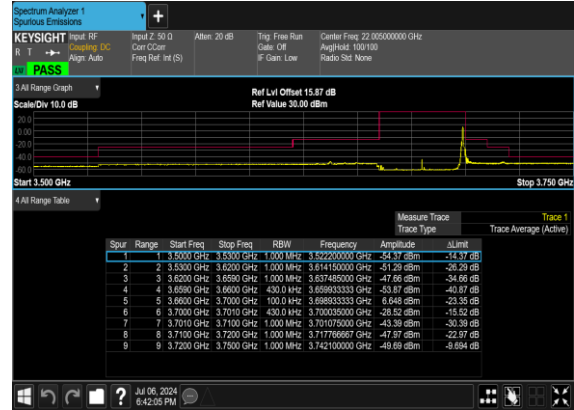 Spectrum Analyzer 1
Spurious Emissions
KEYSIGHT Input: RF Input Z: 50 Ω Atten: 20 dB Trig: Free Run Center Freq: 22.005000000 GHz
R T Coupling: DC Corr CCorr Gate: Off Avg|Hold: 100/100
Align: Auto Freq Ref: Int (S) IF Gain: Low Radio Std: None
PASS
3 All Range Graph
Ref Lvl Offset 15.87 dB
Scale/Div 10.0 dB Ref Value 30.00 dBm
20.0
0.00
-20.0
-40.0
-60.0
Start 3.500 GHz Stop 3.750 GHz
4 All Range Table
Measure Trace Trace 1
Trace Type Trace Average (Active)
Spur Range Start Freq Stop Freq RBW Frequency Amplitude ΔLimit
1 1 3.5000 GHz 3.5300 GHz 1.000 MHz 3.522200000 GHz -54.37 dBm -14.37 dB
2 2 3.5300 GHz 3.6200 GHz 1.000 MHz 3.614150000 GHz -51.29 dBm -26.29 dB
3 3 3.6200 GHz 3.6590 GHz 1.000 MHz 3.637485000 GHz -47.66 dBm -34.66 dB
4 4 3.6590 GHz 3.6600 GHz 430.0 kHz 3.659933333 GHz -53.87 dBm -40.87 dB
5 5 3.6600 GHz 3.7000 GHz 100.0 kHz 3.698933333 GHz 6.648 dBm -23.35 dB
6 6 3.7000 GHz 3.7010 GHz 430.0 kHz 3.700035000 GHz -28.52 dBm -15.52 dB
7 7 3.7010 GHz 3.7100 GHz 1.000 MHz 3.701075000 GHz -43.39 dBm -30.39 dB
8 8 3.7100 GHz 3.7200 GHz 1.000 MHz 3.717766667 GHz -47.97 dBm -22.97 dB
9 9 3.7200 GHz 3.7500 GHz 1.000 MHz 3.742100000 GHz -49.69 dBm -9.694 dB
Jul 06, 2024
6:42:05 PM